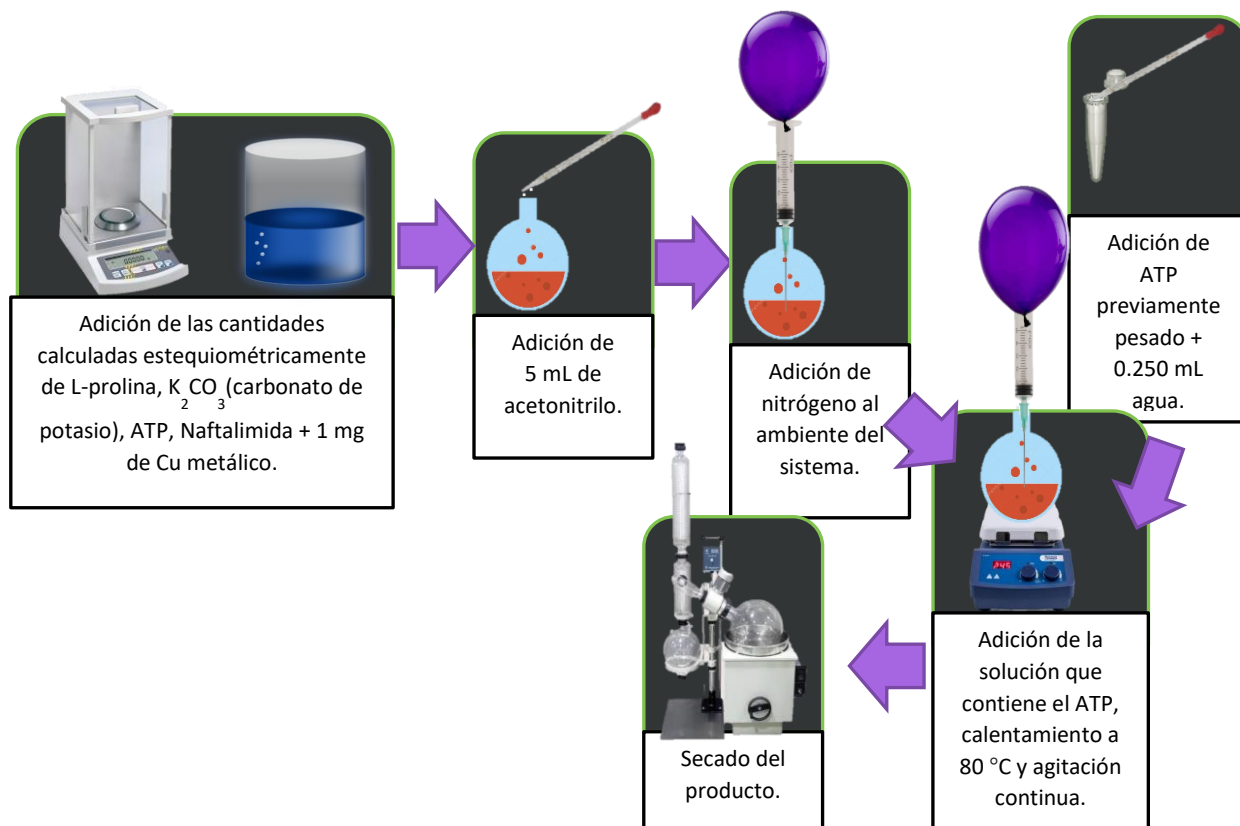 Adición de las cantidades
calculadas estequiométricamente
de L-prolina, K2CO3(carbonato de
potasio), ATP, Naftalimida + 1 mg
de Cu metálico.
Adición de
5 mL de
acetonitrilo.
Adición de
nitrógeno al
ambiente del
sistema.
Adición de
ATP
previamente
pesado +
0.250 mL
agua.
Adición de la
solución que
contiene el ATP,
calentamiento a
80 °C y agitación
continua.
Secado del
producto.